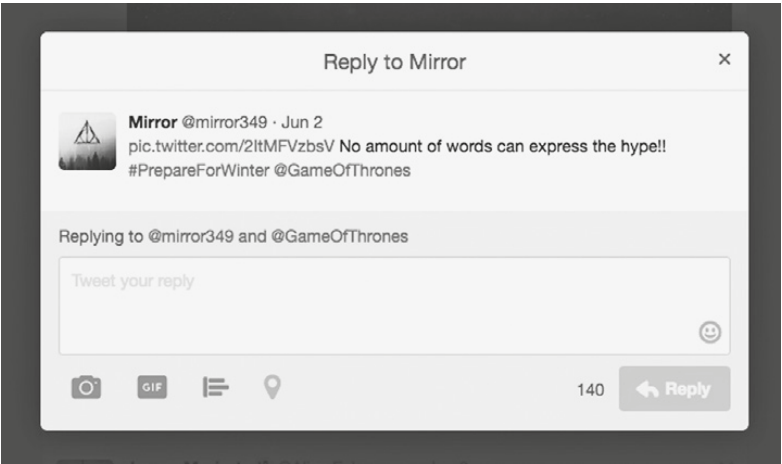 Reply to Mirror
Mirror @mirror349 · Jun 2
pic.twitter.com/2ItMFVzbsV No amount of words can express the hype!!
#PrepareForWinter @GameOfThrones
Replying to @mirror349 and @GameOfThrones
Tweet your reply
GIF
140 Reply